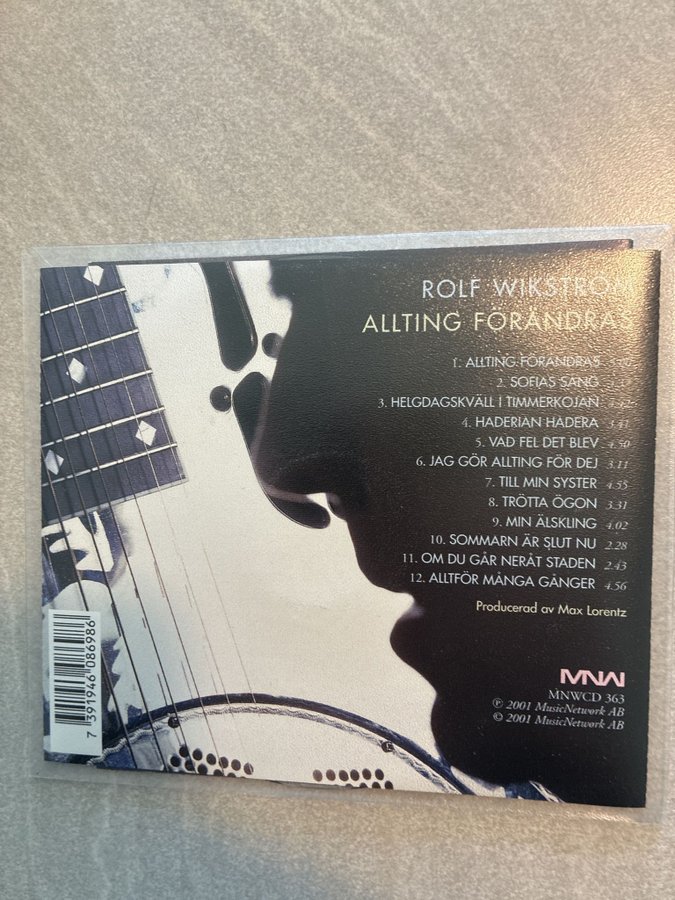 ROLF WIKSTRÖM
ALLTING FÖRÄNDRAS
1. ALLTING FÖRÄNDRAS
2. SOFIAS SÅNG
3. HELGDAGSKVÄLL I TIMMERKOJAN
4. HADERIAN HADERA 3.41
5. VAD FEL DET BLEV 4.50
6. JAG GÖR ALLTING FÖR DEJ 3.11
7. TILL MIN SYSTER 4.55
8. TRÖTTA ÖGON 3.31
9. MIN ÄLSKLING 4.02
10. SOMMARN ÄR SLUT NU 2.28
11. OM DU GÅR NERÅT STADEN 2.43
12. ALLTFÖR MÅNGA GÅNGER 4.56
Producerad av Max Lorentz
MNW
MNWCD 363
℗ 2001 MusicNetwork AB
© 2001 MusicNetwork AB
7 391946 086986